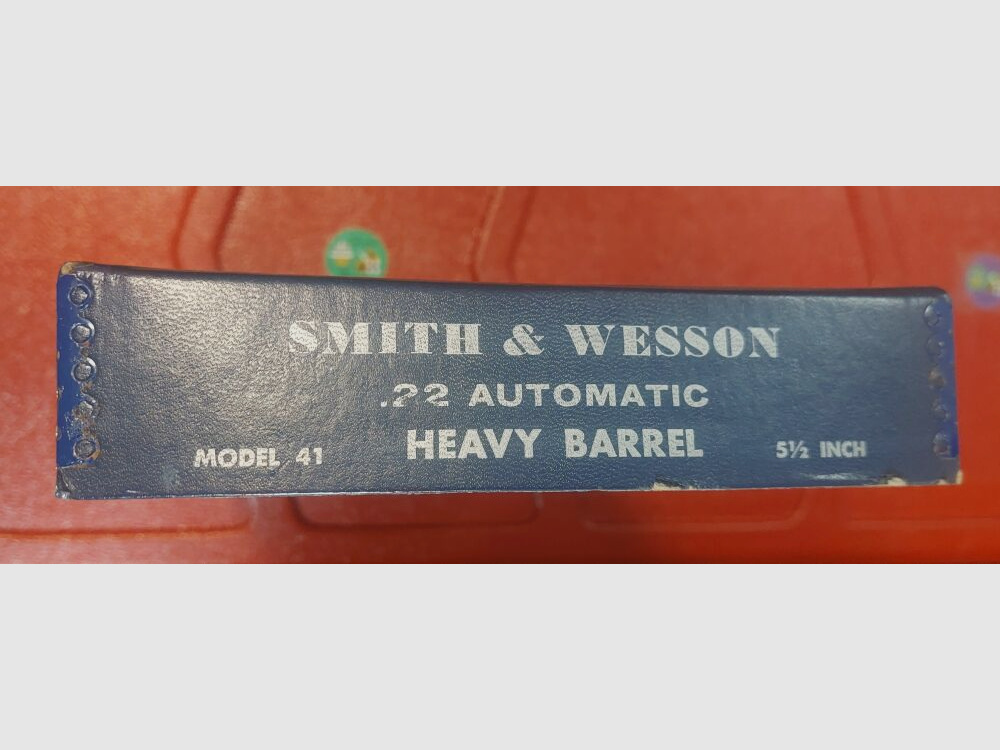 SMITH & WESSON
.22 AUTOMATIC
HEAVY BARREL
MODEL 41
5½ INCH